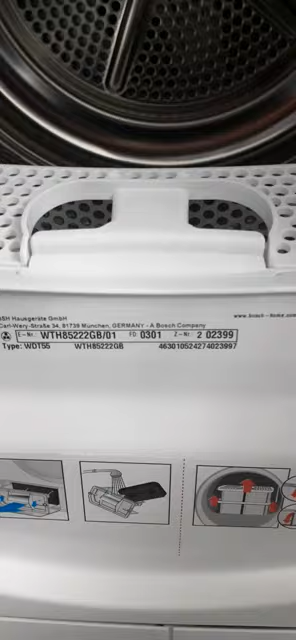 BSH Hausgeräte GmbH www.bosch-home.com
Carl-Wery-Straße 34, 81739 München, GERMANY - A Bosch Company
E-Nr. WTH85222GB/01 FD 0301 Z-Nr. 2 02399
Type: WDT55 WTH85222GB 463010524274023997